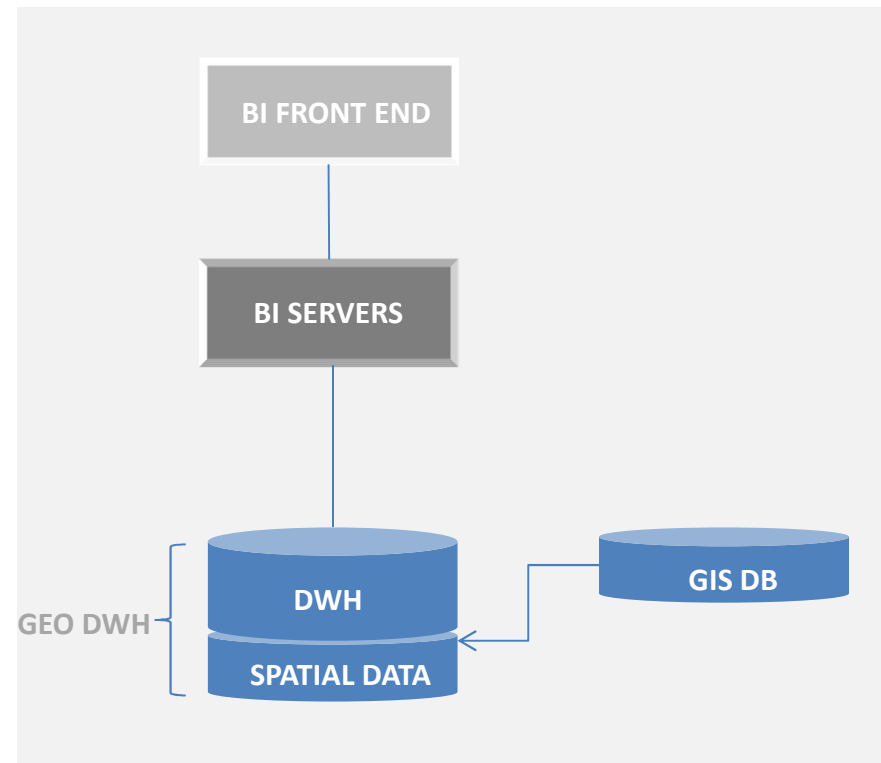 BI FRONT END
BI SERVERS
DWH
GIS DB
GEO DWH
SPATIAL DATA